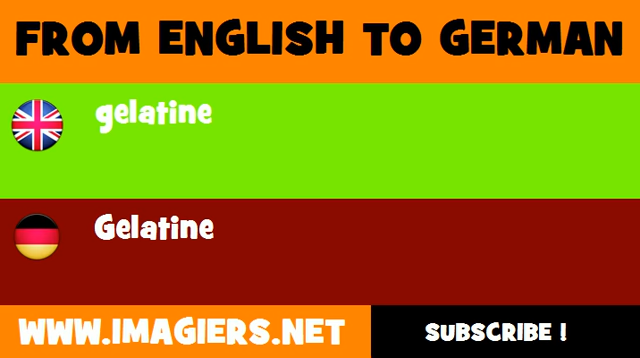 FROM ENGLISH TO GERMAN
gelatine
Gelatine
WWW.IMAGIERS.NET
SUBSCRIBE !